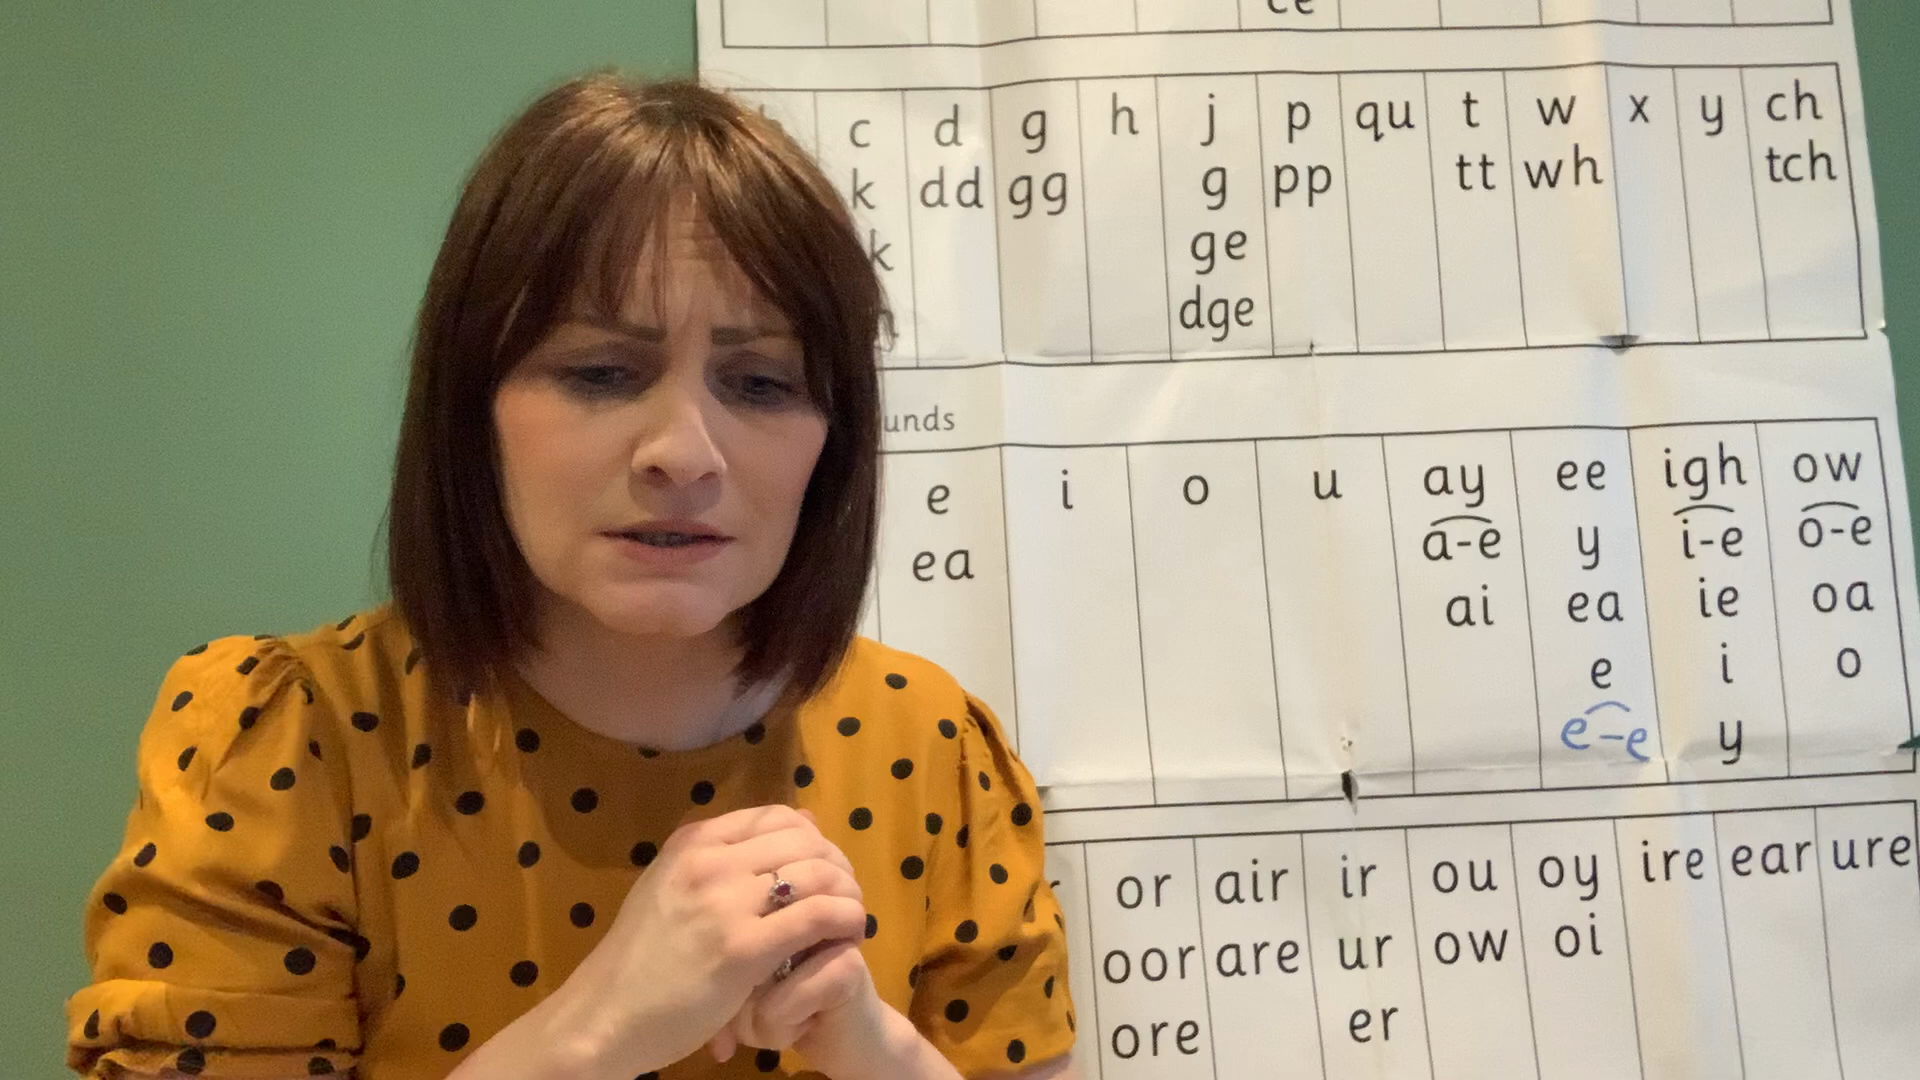 ce
c d g h j p qu t w x y ch
k dd gg g pp tt wh tch
k ge
dge
unds
e i o u ay ee igh ow
ea a-e y i-e o-e
ai ea ie oa
e i o
e-e y
or air ir ou oy ire ear ure
oor are ur ow oi
ore er